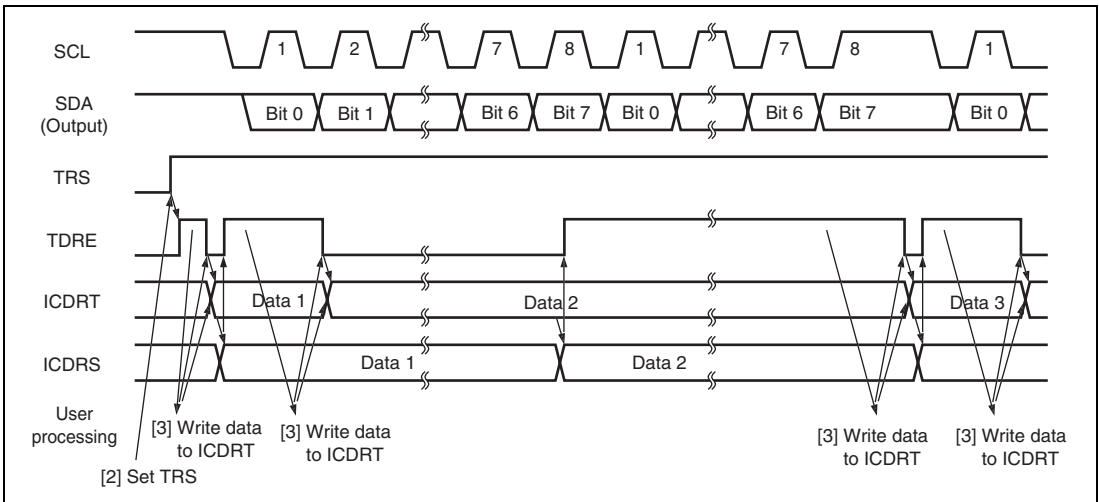 SCL
1 2 7 8 1 7 8 1
SDA
(Output)
Bit 0 Bit 1 Bit 6 Bit 7 Bit 0 Bit 6 Bit 7 Bit 0
TRS
TDRE
ICDRT
Data 1 Data 2 Data 3
ICDRS
Data 1 Data 2
User
processing
[3] Write data
to ICDRT
[3] Write data
to ICDRT
[3] Write data
to ICDRT
[3] Write data
to ICDRT
[2] Set TRS